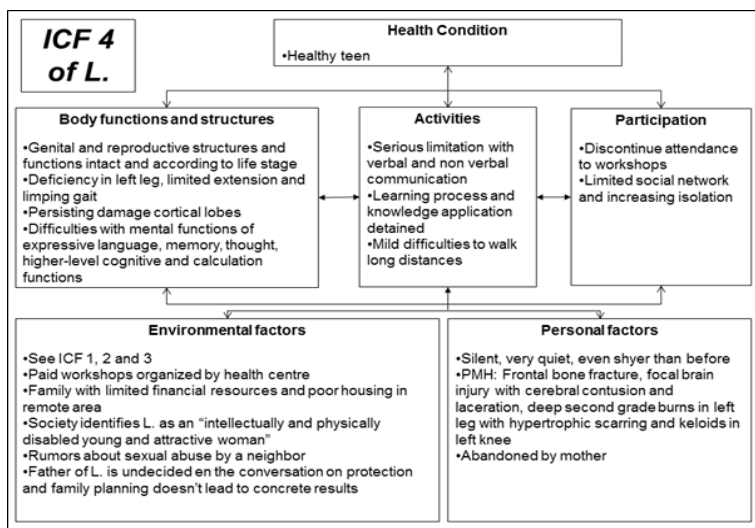 ICF 4
of L.
Health Condition
•Healthy teen
Body functions and structures
•Genital and reproductive structures and
functions intact and according to life stage
•Deficiency in left leg, limited extension and
limping gait
•Persisting damage cortical lobes
•Difficulties with mental functions of
expressive language, memory, thought,
higher-level cognitive and calculation
functions
Activities
•Serious limitation with
verbal and non verbal
communication
•Learning process and
knowledge application
detained
•Mild difficulties to walk
long distances
Participation
•Discontinue attendance
to workshops
•Limited social network
and increasing isolation
Environmental factors
•See ICF 1, 2 and 3
•Paid workshops organized by health centre
•Family with limited financial resources and poor housing in
remote area
•Society identifies L. as an “intellectually and physically
disabled young and attractive woman”
•Rumors about sexual abuse by a neighbor
•Father of L. is undecided en the conversation on protection
and family planning doesn’t lead to concrete results
Personal factors
•Silent, very quiet, even shyer than before
•PMH: Frontal bone fracture, focal brain
injury with cerebral contusion and
laceration, deep second grade burns in left
leg with hypertrophic scarring and keloids in
left knee
•Abandoned by mother